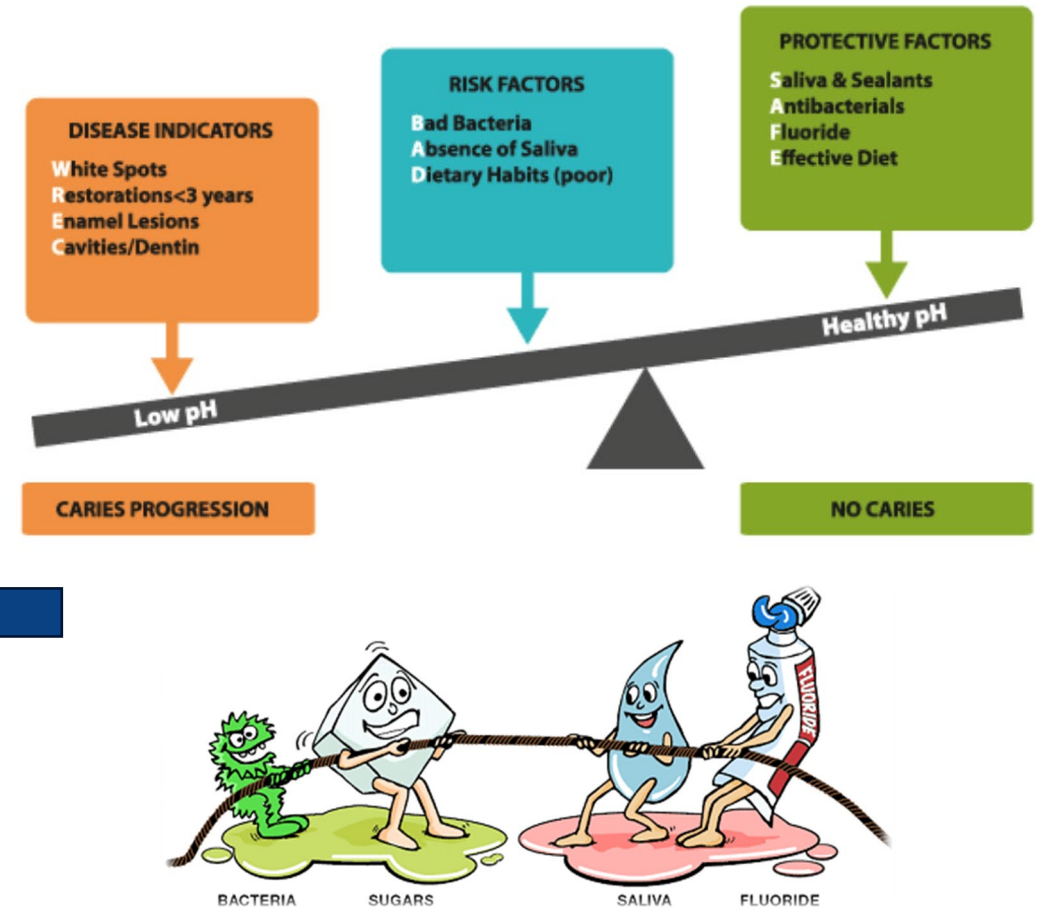 DISEASE INDICATORS
White Spots
Restorations<3 years
Enamel Lesions
Cavities/Dentin
RISK FACTORS
Bad Bacteria
Absence of Saliva
Dietary Habits (poor)
PROTECTIVE FACTORS
Saliva & Sealants
Antibacterials
Fluoride
Effective Diet
Low pH
Healthy pH
CARIES PROGRESSION
NO CARIES
FLUORIDE
BACTERIA
SUGARS
SALIVA
FLUORIDE